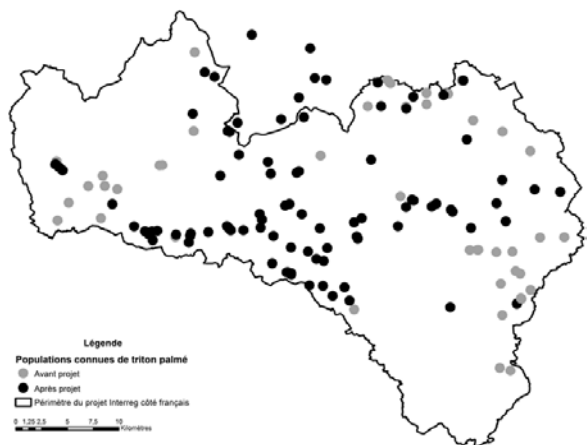 Légende
Populations connues de triton palmé
Avant projet
Après projet
Périmètre du projet Interreg côté français
0 1,25 2,5 5 7,5 10
Kilomètres